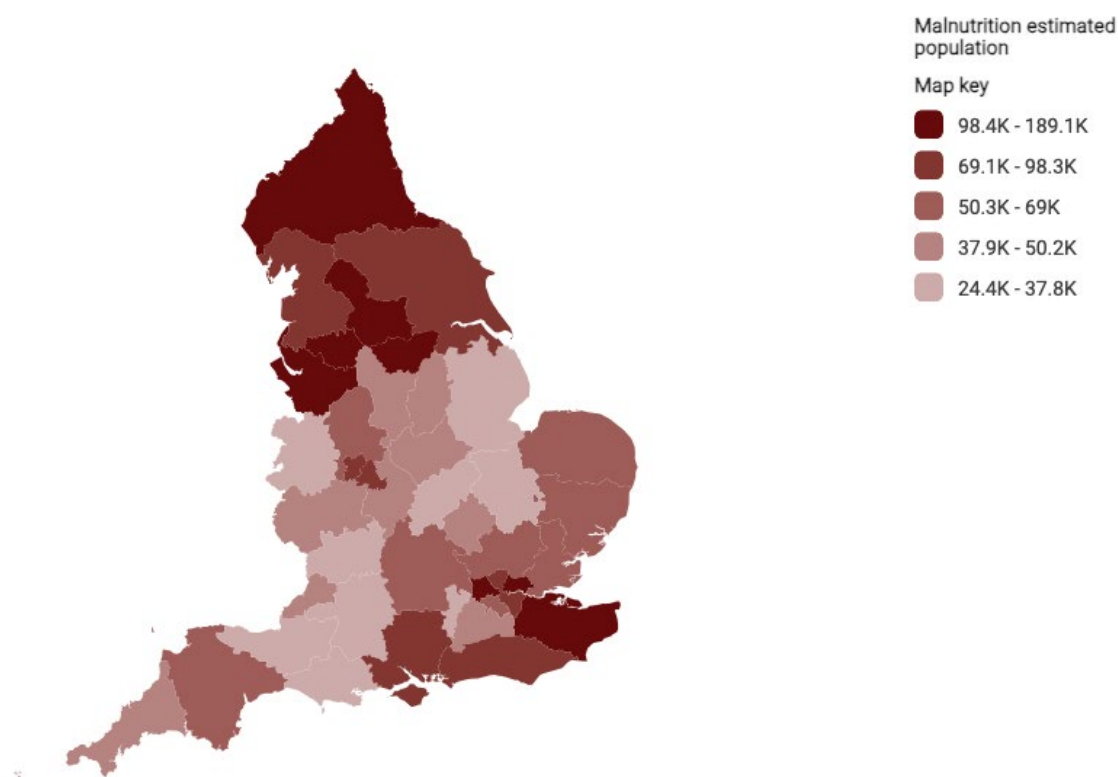 Malnutrition estimated
population
Map key
98.4K - 189.1K
69.1K - 98.3K
50.3K - 69K
37.9K - 50.2K
24.4K - 37.8K